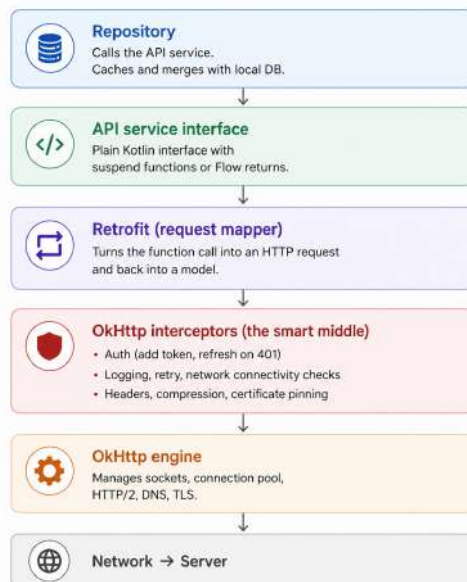 Repository
Calls the API service.
Caches and merges with local DB.
</>
API service interface
Plain Kotlin interface with
suspend functions or Flow returns.
Retrofit (request mapper)
Turns the function call into an HTTP request
and back into a model.
OkHttp interceptors (the smart middle)
• Auth (add token, refresh on 401)
• Logging, retry, network connectivity checks
• Headers, compression, certificate pinning
OkHttp engine
Manages sockets, connection pool,
HTTP/2, DNS, TLS.
Network → Server